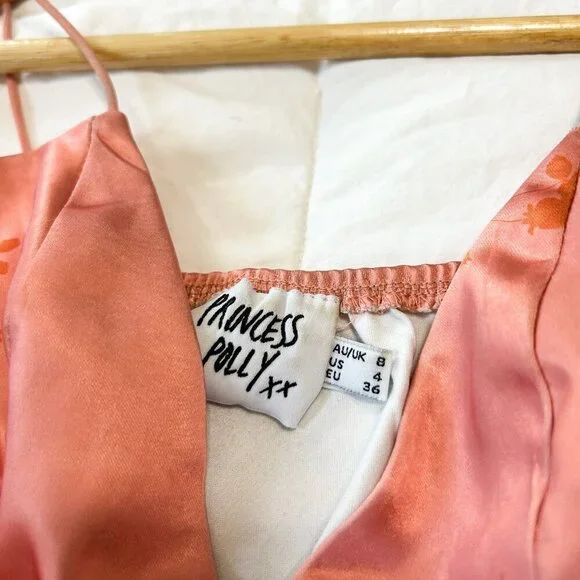 PRINCESS
POLLY xx
AU/UK 8
US 4
EU 36